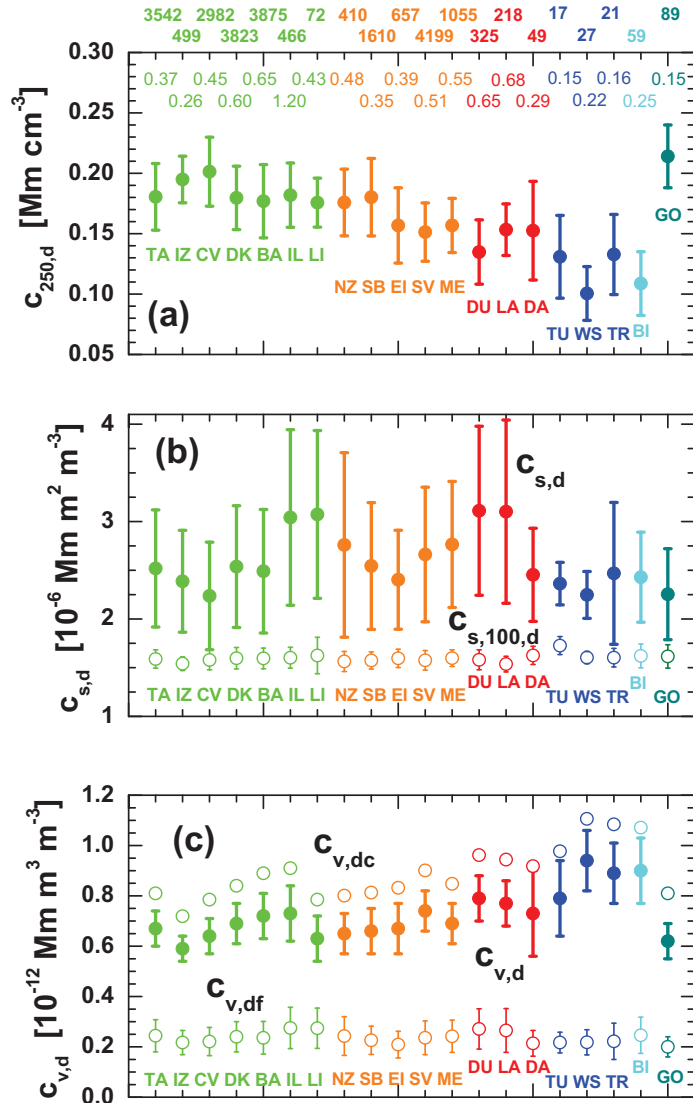 3542 2982 3875 72 410 657 1055 218 17 21 89
499 3823 466 1610 4199 325 49 27 59
0.37 0.45 0.65 0.43 0.48 0.39 0.55 0.68 0.15 0.16 0.15
0.26 0.60 1.20 0.35 0.51 0.65 0.29 0.22 0.25
0.30
0.25
0.20
0.15
0.10
0.05
c250,d [Mm cm-3]
GO
TA IZ CV DK BA IL LI
NZ SB EI SV ME
DU LA DA
TU WS TR BI
(a)
4
3
2
1
cs,d [10-6 Mm m2 m-3]
(b)
cs,d
cs,100,d
TA IZ CV DK BA IL LI NZ SB EI SV ME DU LA DA TU WS TR BI GO
1.2
1.0
0.8
0.6
0.4
0.2
0.0
cv,d [10-12 Mm m3 m-3]
(c)
cv,dc
cv,d
cv,df
TA IZ CV DK BA IL LI NZ SB EI SV ME DU LA DA TU WS TR BI GO